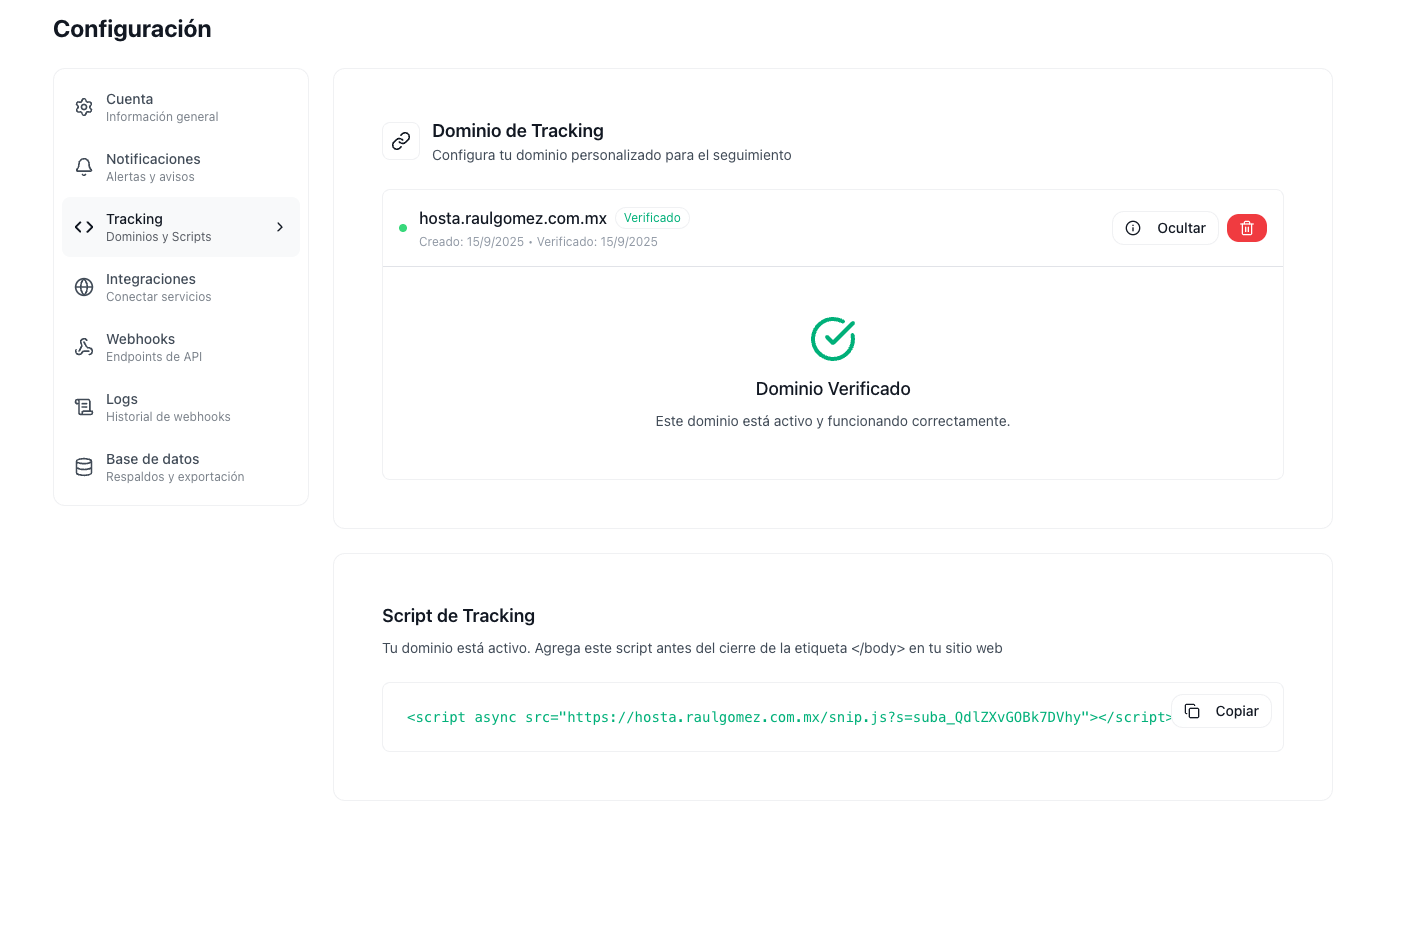 Configuración
Cuenta
Información general
Notificaciones
Alertas y avisos
Tracking
Dominios y Scripts
Integraciones
Conectar servicios
Webhooks
Endpoints de API
Logs
Historial de webhooks
Base de datos
Respaldos y exportación
Dominio de Tracking
Configura tu dominio personalizado para el seguimiento
hosta.raulgomez.com.mx Verificado
Creado: 15/9/2025 • Verificado: 15/9/2025
Ocultar
Dominio Verificado
Este dominio está activo y funcionando correctamente.
Script de Tracking
Tu dominio está activo. Agrega este script antes del cierre de la etiqueta </body> en tu sitio web
<script async src="https://hosta.raulgomez.com.mx/snip.js?s=suba_QdlZXvGOBk7DVhy"></script>
Copiar